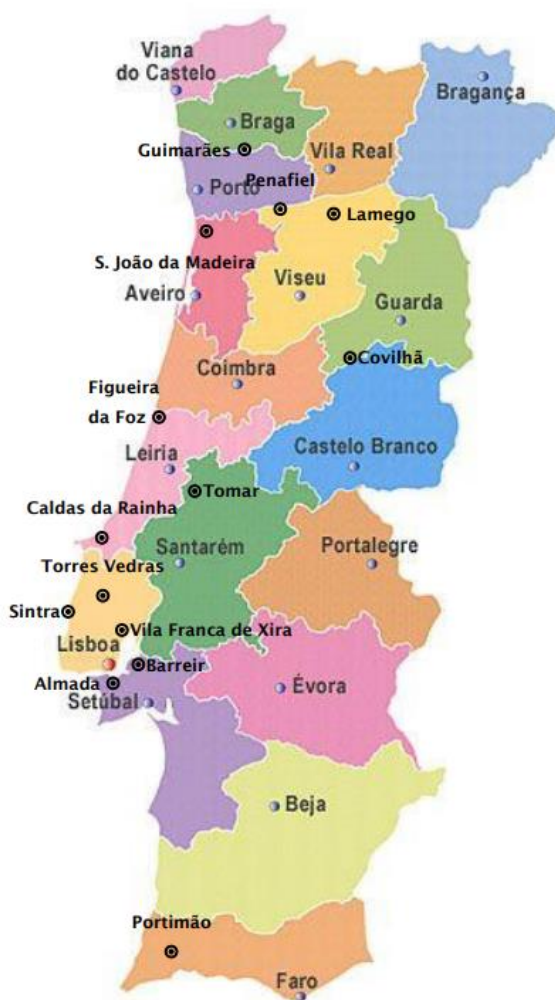 Viana
do Castelo
Bragança
Braga
Guimarães
Vila Real
Penafiel
Porto
Lamego
S. João da Madeira
Aveiro
Viseu
Guarda
Covilhã
Coimbra
Figueira
da Foz
Leiria
Castelo Branco
Tomar
Caldas da Rainha
Santarém
Portalegre
Torres Vedras
Sintra
Vila Franca de Xira
Lisboa
Barreir
Almada
Setúbal
Évora
Beja
Portimão
Faro